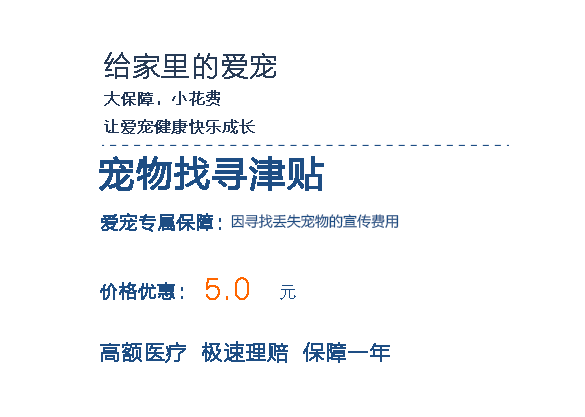 给家里的爱宠
大保障，小花费
让爱宠健康快乐成长
宠物找寻津贴
爱宠专属保障：因寻找丢失宠物的宣传费用
价格优惠： 5.0 元
高额医疗 极速理赔 保障一年